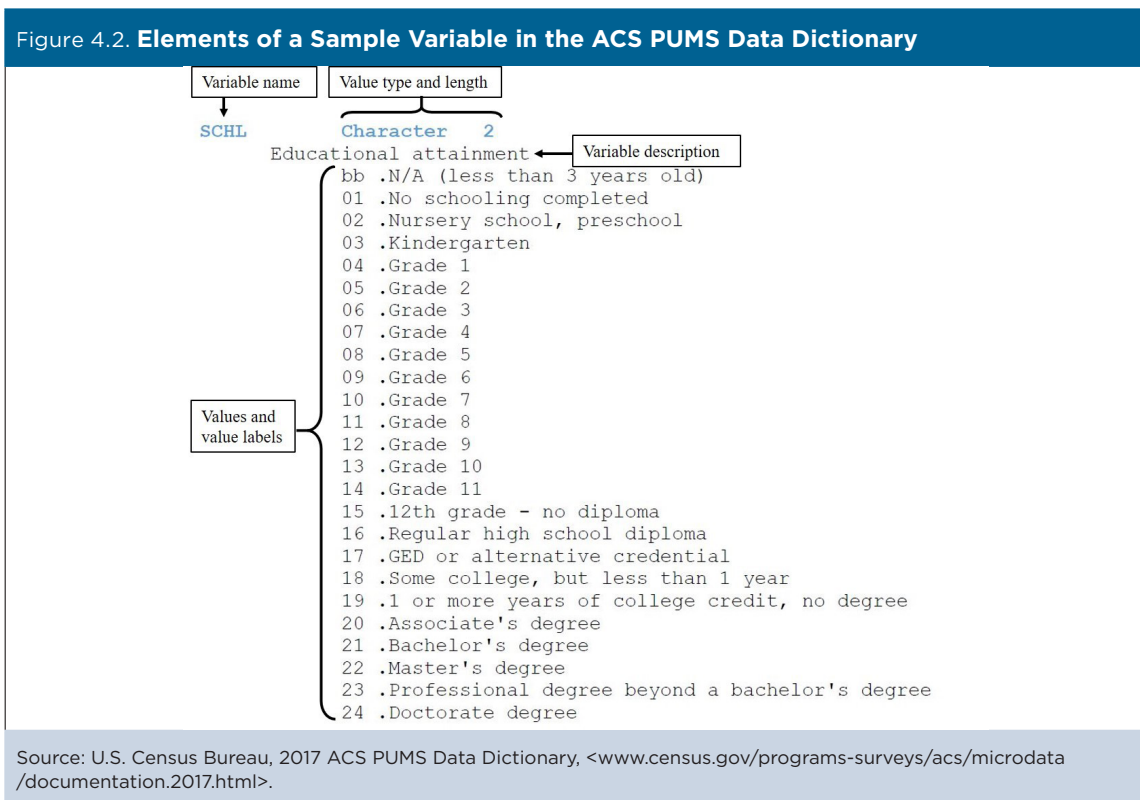 Figure 4.2. Elements of a Sample Variable in the ACS PUMS Data Dictionary
Variable name
Value type and length
SCHL Character 2
Educational attainment
Variable description
bb .N/A (less than 3 years old)
01 .No schooling completed
02 .Nursery school, preschool
03 .Kindergarten
04 .Grade 1
05 .Grade 2
06 .Grade 3
07 .Grade 4
08 .Grade 5
09 .Grade 6
10 .Grade 7
11 .Grade 8
12 .Grade 9
13 .Grade 10
14 .Grade 11
15 .12th grade - no diploma
16 .Regular high school diploma
17 .GED or alternative credential
18 .Some college, but less than 1 year
19 .1 or more years of college credit, no degree
20 .Associate's degree
21 .Bachelor's degree
22 .Master's degree
23 .Professional degree beyond a bachelor's degree
24 .Doctorate degree
Values and
value labels
Source: U.S. Census Bureau, 2017 ACS PUMS Data Dictionary, <www.census.gov/programs-surveys/acs/microdata
/documentation.2017.html>.